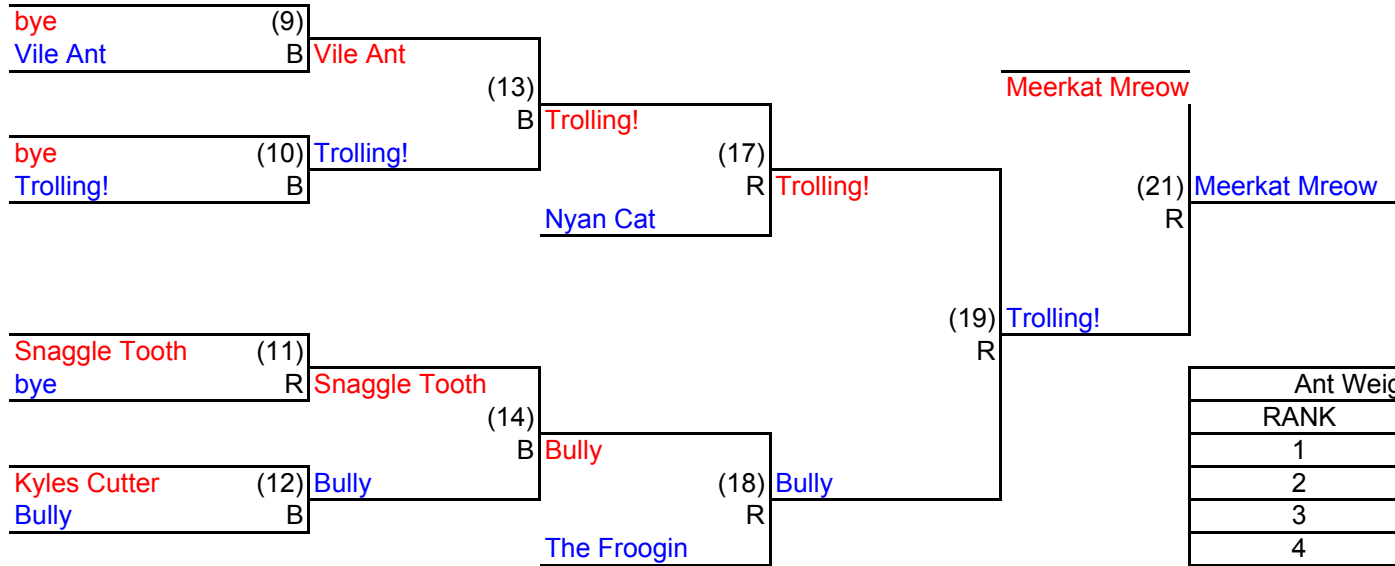 bye (9)
Vile Ant B Vile Ant
(13) Meerkat Mreow
B Trolling!
bye (10) Trolling! (17)
Trolling! B R Trolling! (21) Meerkat Mreow
Nyan Cat R
(19) Trolling!
Snaggle Tooth (11) R
bye R Snaggle Tooth Ant Weig
(14) RANK
B Bully 1
Kyles Cutter (12) Bully (18) Bully 2
Bully B R 3
The Froogin 4